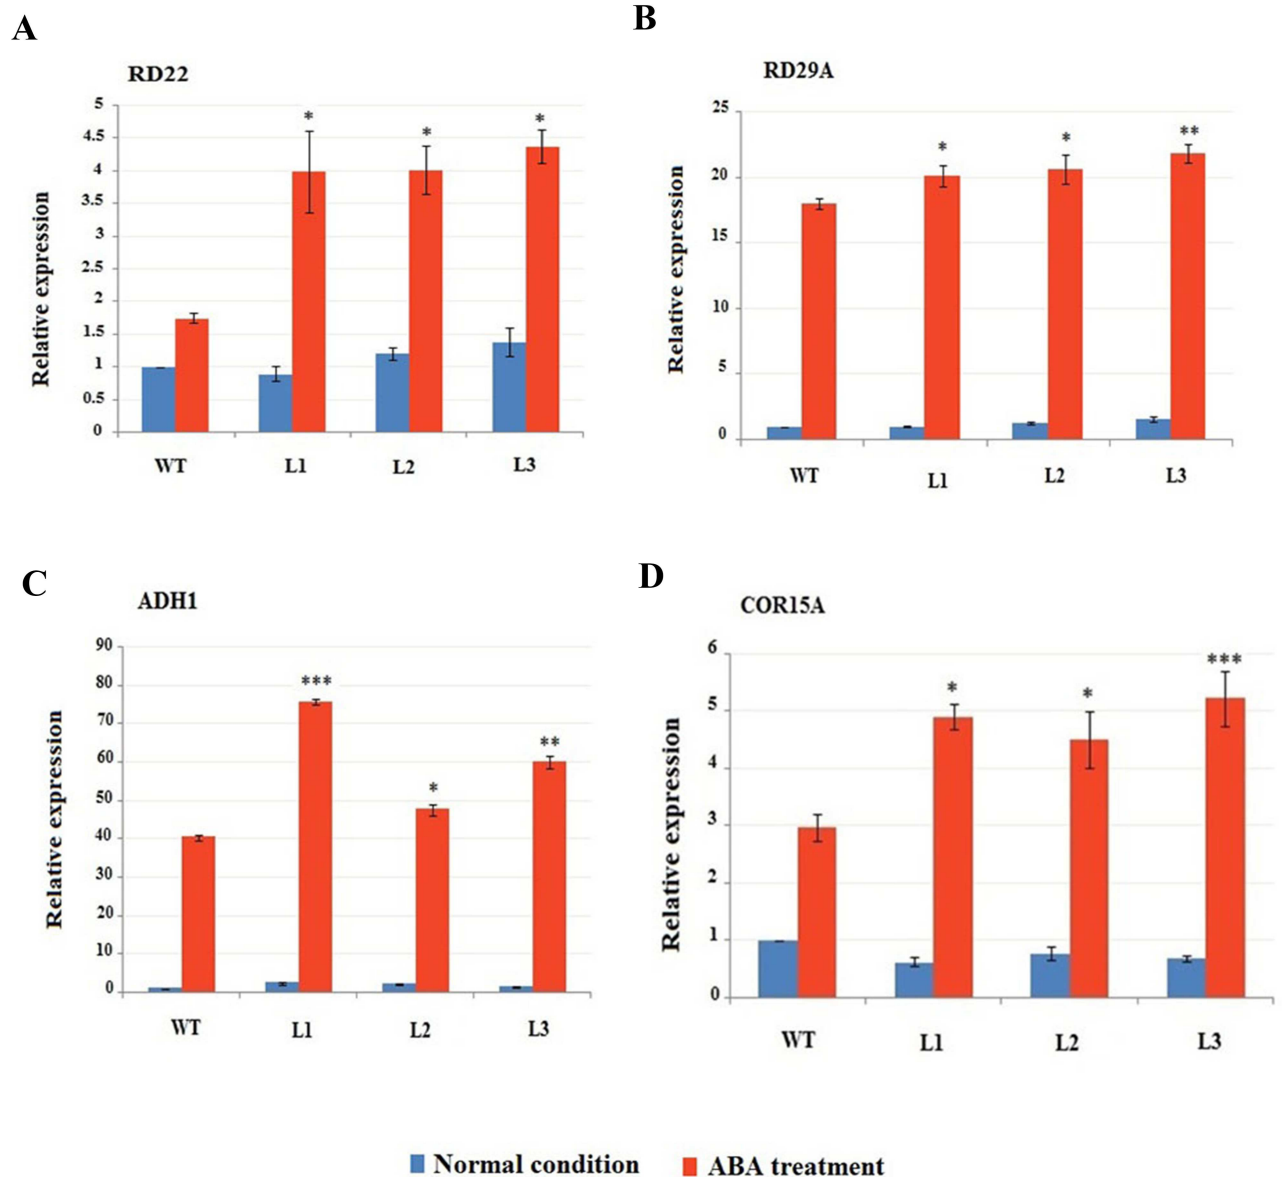 A
RD22
Relative expression
5
4.5
4
3.5
3
2.5
2
1.5
1
0.5
0
* * *
WT L1 L2 L3
B
RD29A
Relative expression
25
20
15
10
5
0
* * **
WT L1 L2 L3
C
ADH1
Relative expression
90
80
70
60
50
40
30
20
10
0
*** * **
WT L1 L2 L3
D
COR15A
Relative expression
6
5
4
3
2
1
0
* * ***
WT L1 L2 L3
Normal condition ABA treatment